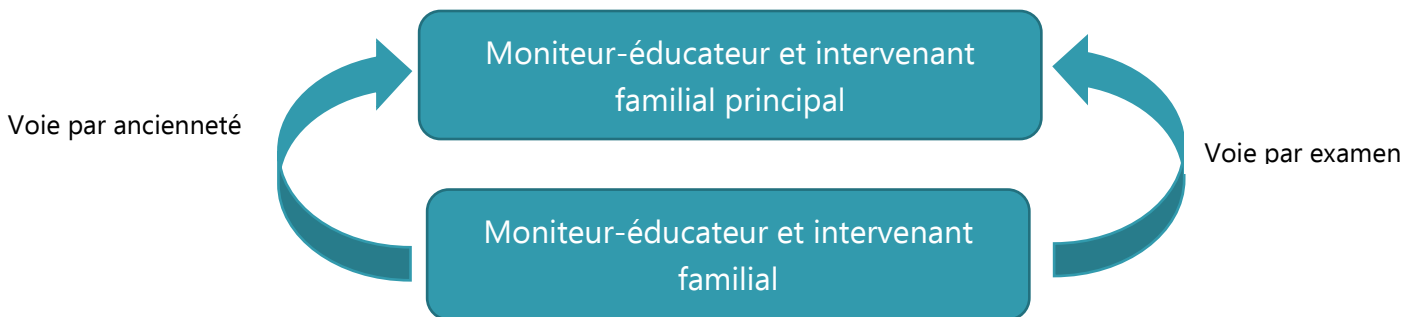 Moniteur-éducateur et intervenant
familial principal
Voie par ancienneté
Voie par examen
Moniteur-éducateur et intervenant
familial